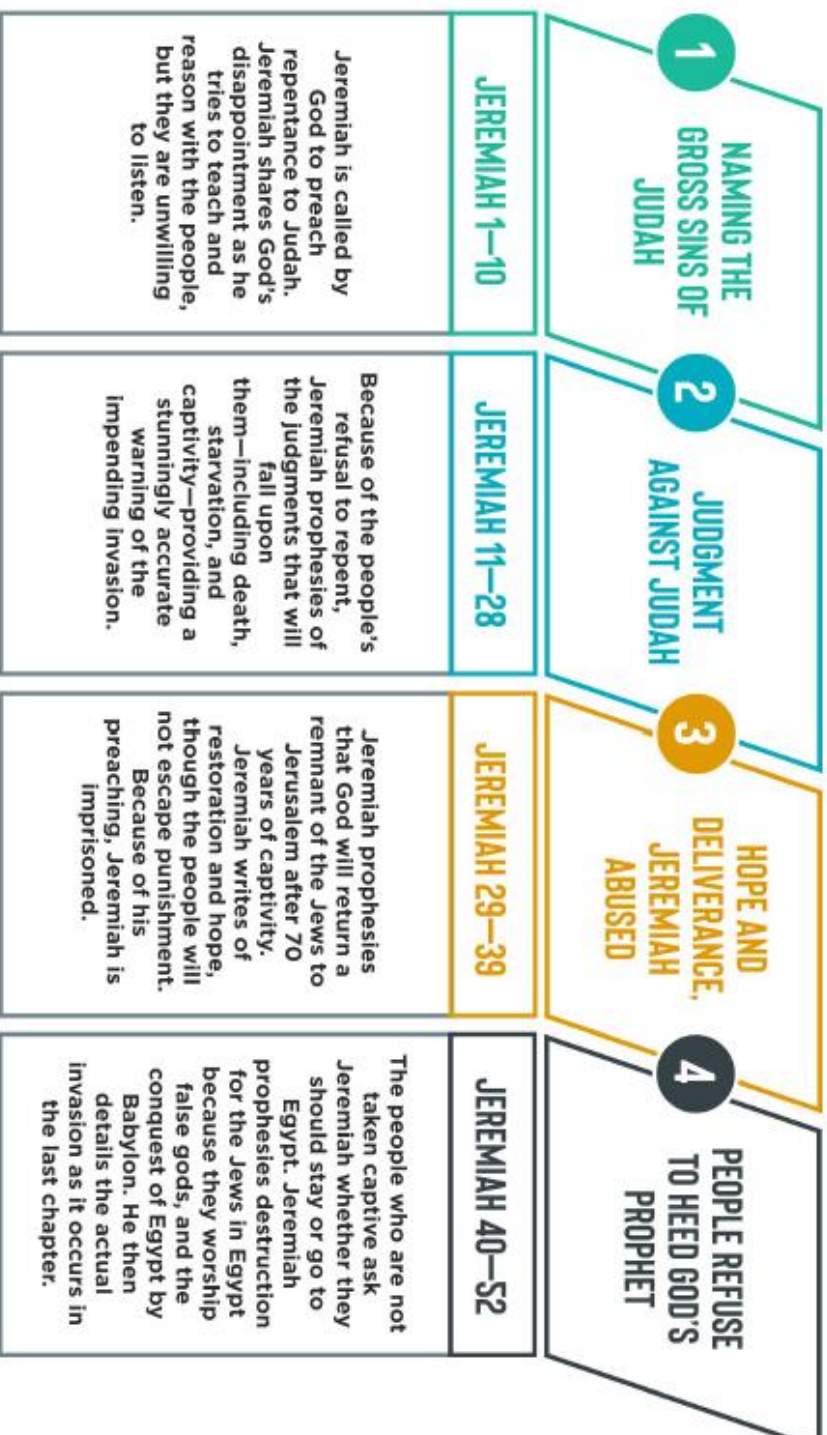 1
NAMING THE
GROSS SINS OF
JUDAH
JEREMIAH 1–10
Jeremiah is called by
God to preach
repentance to Judah.
Jeremiah shares God's
disappointment as he
tries to teach and
reason with the people,
but they are unwilling
to listen.
2
JUDGMENT
AGAINST JUDAH
JEREMIAH 11–28
Because of the people's
refusal to repent,
Jeremiah prophesies of
the judgments that will
fall upon
them—including death,
starvation, and
captivity—providing a
stunningly accurate
warning of the
impending invasion.
3
HOPE AND
DELIVERANCE,
JEREMIAH
ABUSED
JEREMIAH 29–39
Jeremiah prophesies
that God will return a
remnant of the Jews to
Jerusalem after 70
years of captivity.
Jeremiah writes of
restoration and hope,
though the people will
not escape punishment.
Because of his
preaching, Jeremiah is
imprisoned.
4
PEOPLE REFUSE
TO HEED GOD'S
PROPHET
JEREMIAH 40–52
The people who are not
taken captive ask
Jeremiah whether they
should stay or go to
Egypt. Jeremiah
prophesies destruction
for the Jews in Egypt
because they worship
false gods, and the
conquest of Egypt by
Babylon. He then
details the actual
invasion as it occurs in
the last chapter.